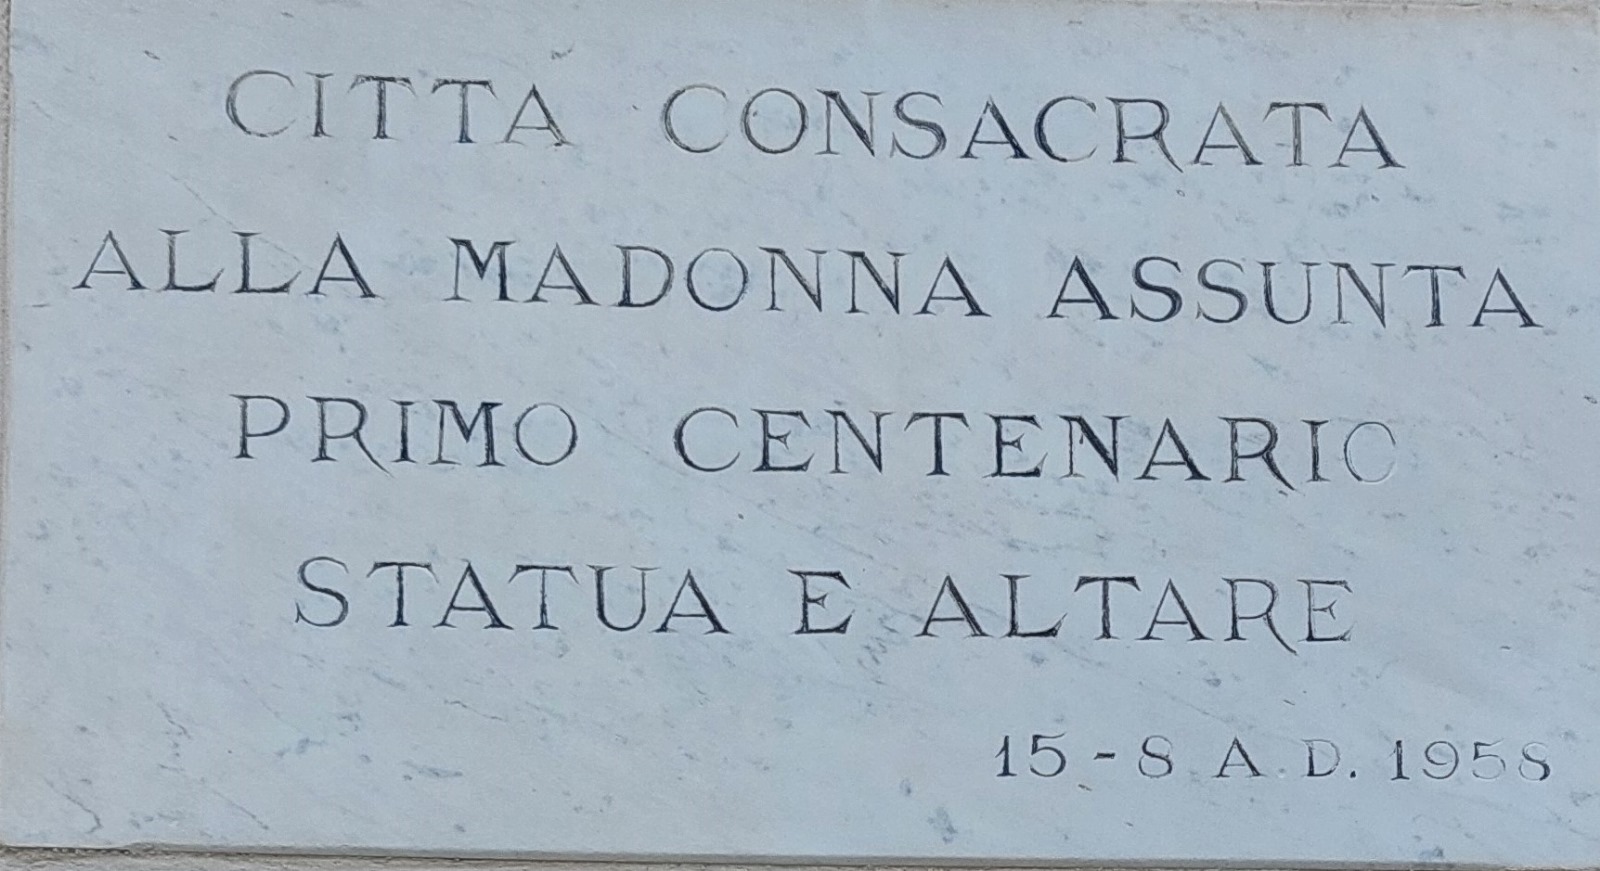 CITTA CONSACRATA
ALLA MADONNA ASSUNTA
PRIMO CENTENARIO
STATUA E ALTARE
15-8 A.D. 1958